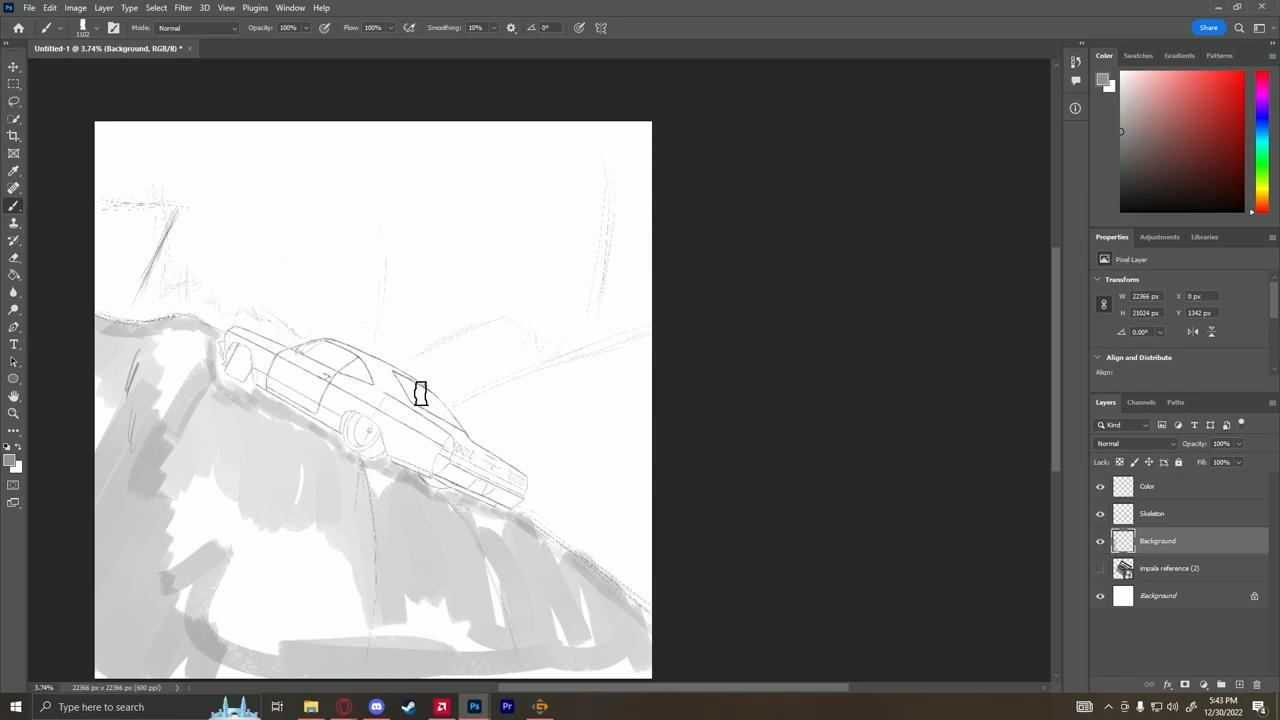 Ps File Edit Image Layer Type Select Filter 3D View Plugins Window Help
1102 Mode: Normal Opacity: 100% Flow: 100% Smoothing: 10% 0° Share
Untitled-1 @ 3.74% (Background, RGB/8) *
Color Swatches Gradients Patterns
Properties Adjustments Libraries
Pixel Layer
Transform
W 22366 px X 0 px
H 21024 px Y 1342 px
0.00°
Align and Distribute
Align:
Layers Channels Paths
Kind
Normal Opacity: 100%
Lock: Fill: 100%
Color
Skeleton
Background
impala reference (2)
Background
3.74% 22366 px x 22366 px (600 ppi)
Type here to search
Ps Pr
5:43 PM
12/30/2022